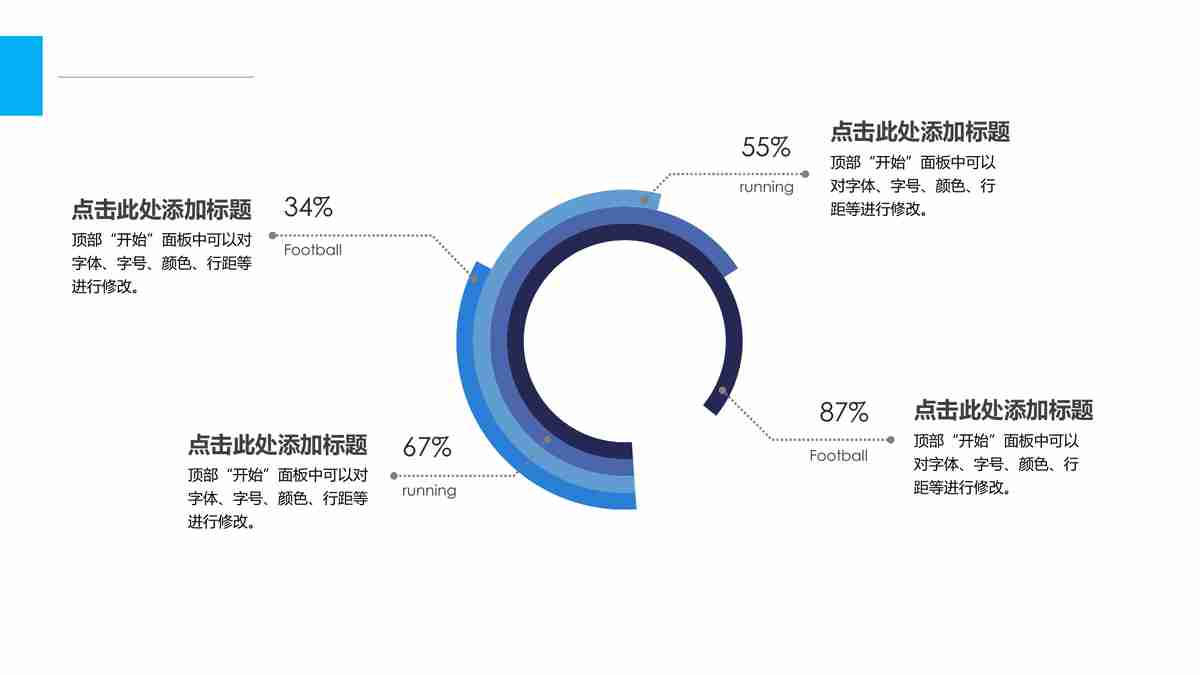 55%
running
点击此处添加标题
顶部“开始”面板中可以
对字体、字号、颜色、行
距等进行修改。
点击此处添加标题
顶部“开始”面板中可以对
字体、字号、颜色、行距等
进行修改。
34%
Football
87%
Football
点击此处添加标题
顶部“开始”面板中可以
对字体、字号、颜色、行
距等进行修改。
点击此处添加标题
顶部“开始”面板中可以对
字体、字号、颜色、行距等
进行修改。
67%
running